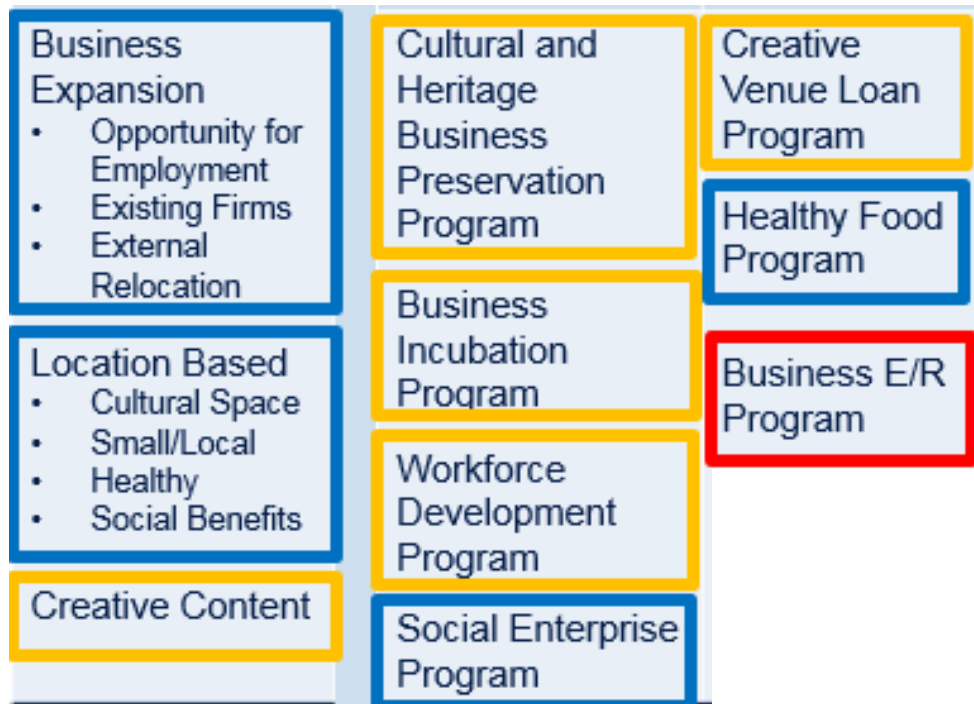 Business
Expansion
• Opportunity for
Employment
• Existing Firms
• External
Relocation
Location Based
• Cultural Space
• Small/Local
• Healthy
• Social Benefits
Creative Content
Cultural and
Heritage
Business
Preservation
Program
Business
Incubation
Program
Workforce
Development
Program
Social Enterprise
Program
Creative
Venue Loan
Program
Healthy Food
Program
Business E/R
Program